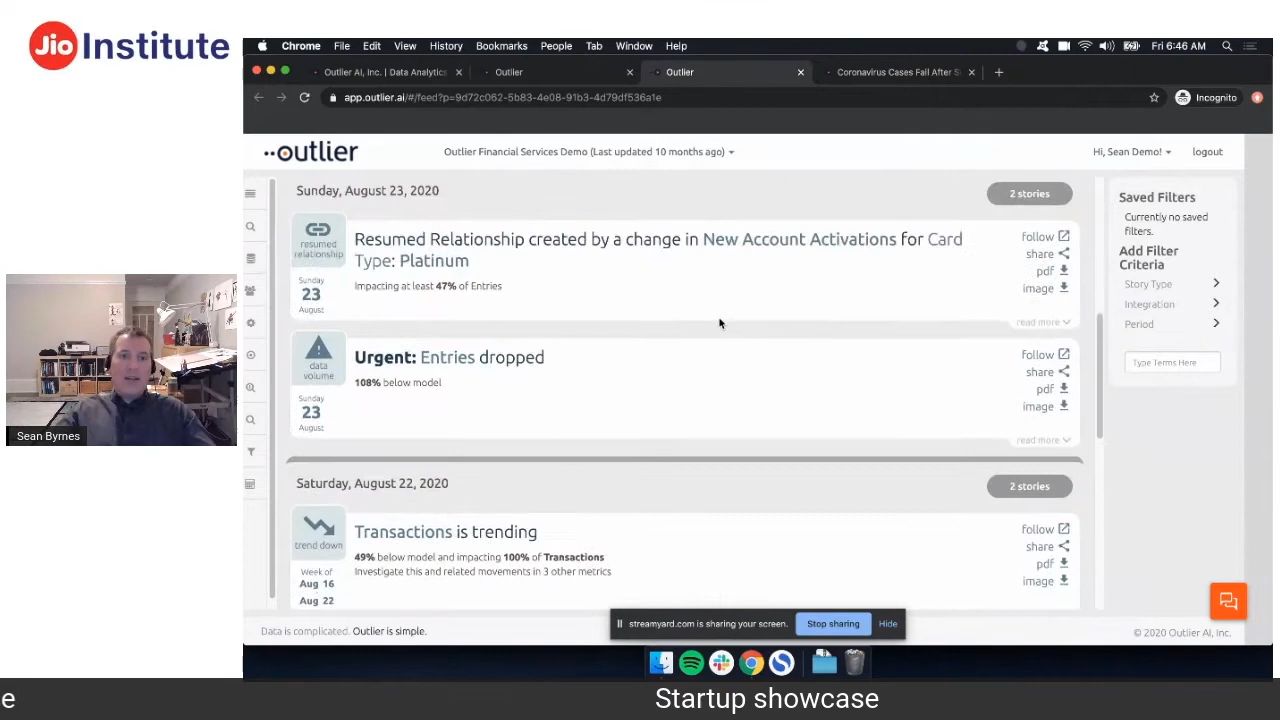 Jio Institute
Chrome File Edit View History Bookmarks People Tab Window Help
Fri 6:46 AM
Outlier AI, Inc. | Data Analytics
Outlier
Outlier
Coronavirus Cases Fall After S
app.outlier.ai/#/feed?p=9d72c062-5b83-4e08-91b3-4d79df536a1e
Incognito
outlier
Outlier Financial Services Demo (Last updated 10 months ago)
Hi, Sean Demo!
logout
Sunday, August 23, 2020
2 stories
resumed
relationship
Sunday
23
August
Resumed Relationship created by a change in New Account Activations for Card
Type: Platinum
Impacting at least 47% of Entries
follow
share
pdf
image
read more
data
volume
Sunday
23
August
Urgent: Entries dropped
108% below model
follow
share
pdf
image
read more
Saturday, August 22, 2020
2 stories
trend down
Week of
Aug 16
Aug 22
Transactions is trending
49% below model and impacting 100% of Transactions
Investigate this and related movements in 3 other metrics
follow
share
pdf
image
Saved Filters
Currently no saved
filters.
Add Filter
Criteria
Story Type
Integration
Period
Type Terms Here
Sean Byrnes
streamyard.com is sharing your screen.
Stop sharing
Hide
Data is complicated. Outlier is simple.
© 2020 Outlier AI, Inc.
e
Startup showcase